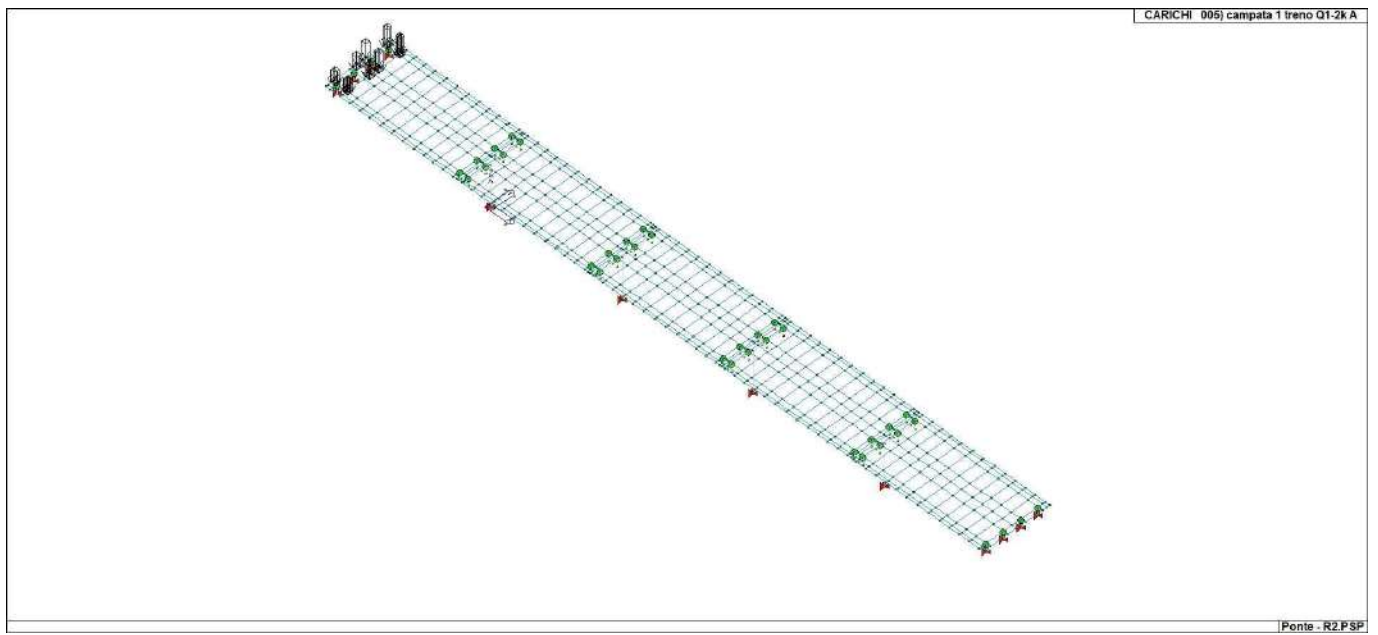 CARICHI 005) campata 1 treno Q1-2k A
Ponte - R2.PSP